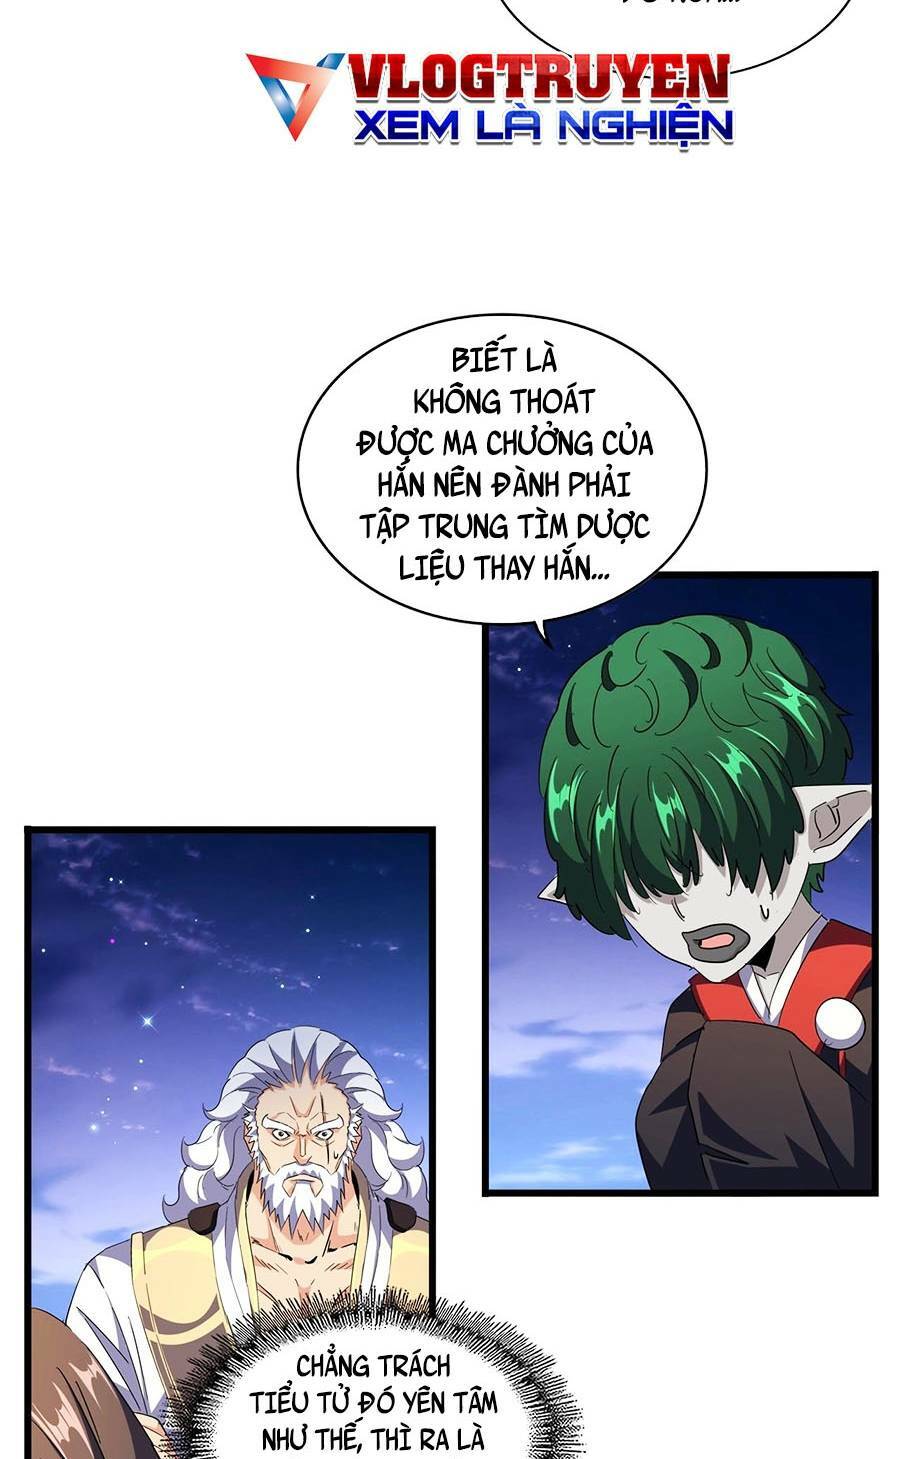 VLOGTRUYEN
XEM LÀ NGHIỆN
BIẾT LÀ
KHÔNG THOÁT
ĐƯỢC MA CHƯỞNG CỦA
HẮN NÊN ĐÀNH PHẢI
TẬP TRUNG TÌM DƯỢC
LIỆU THAY HẮN...
CHẲNG TRÁCH
TIỂU TỬ ĐÓ YÊN TÂM
NHƯ THẾ, THÌ RA LÀ